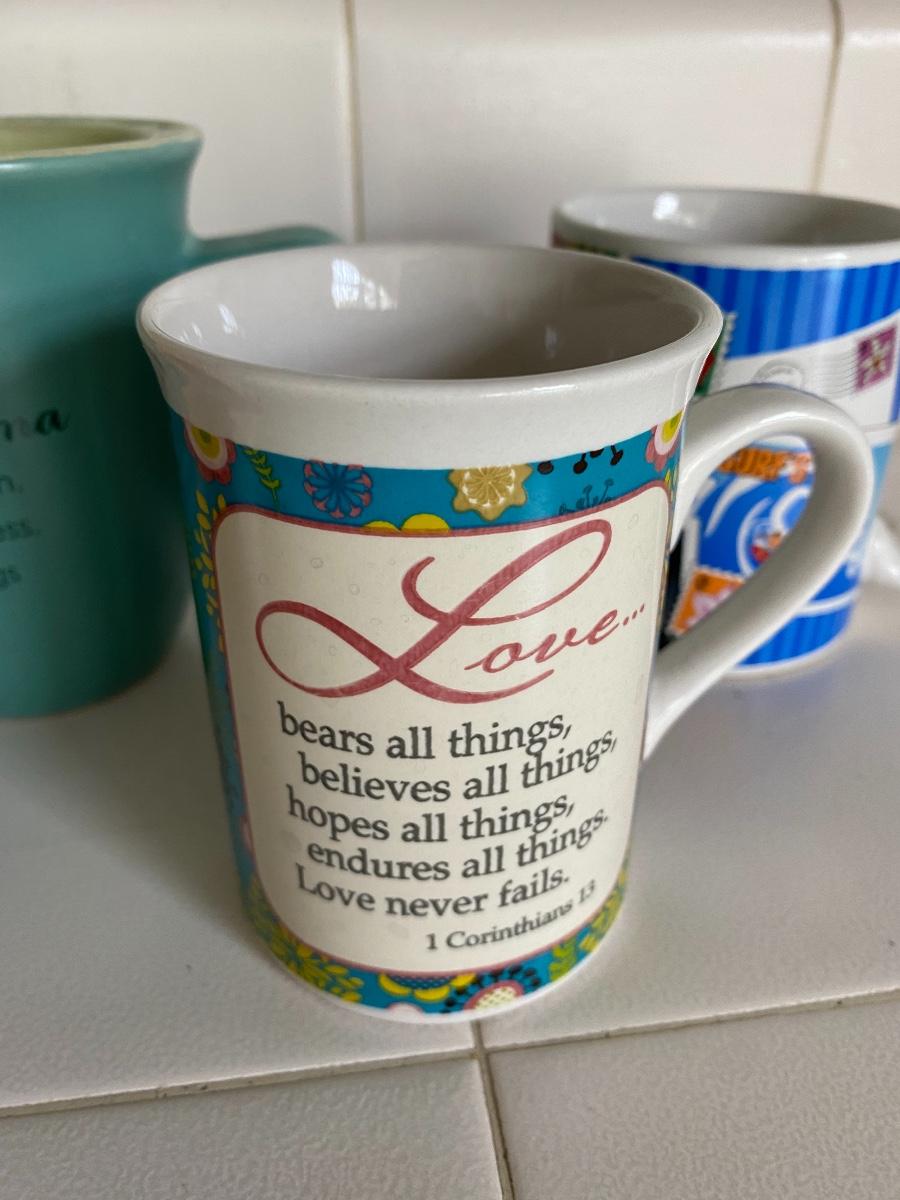 Love...
bears all things,
believes all things,
hopes all things,
endures all things.
Love never fails.
1 Corinthians 13